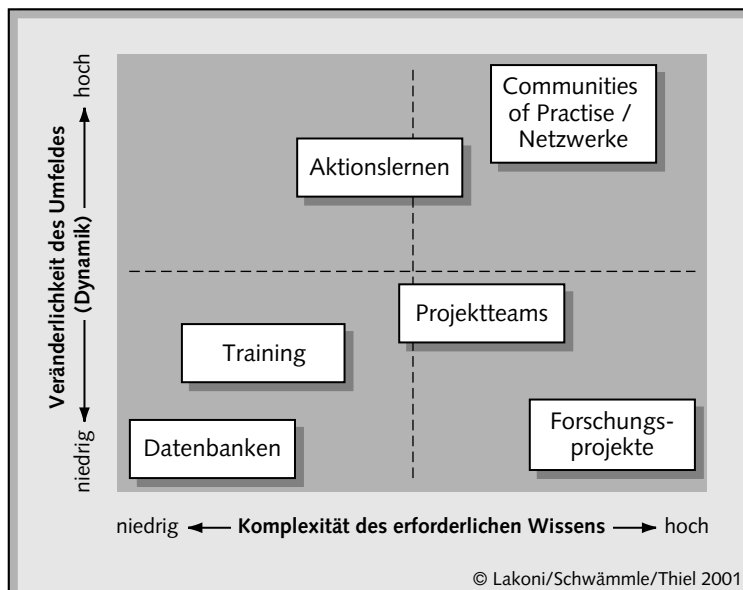 Communities
of Practise /
Netzwerke
Aktionslernen
Projektteams
Training
Forschungs-
projekte
Datenbanken
hoch
Veränderlichkeit des Umfeldes
(Dynamik)
niedrig
niedrig Komplexität des erforderlichen Wissens hoch
© Lakoni/Schwämmle/Thiel 2001